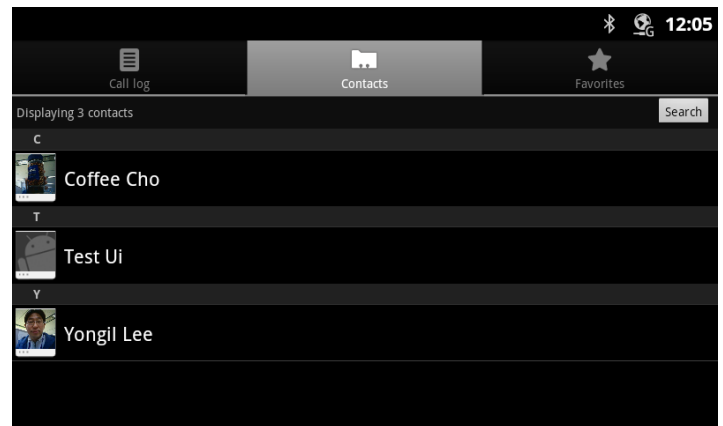 G 12:05
Call log Contacts Favorites
Displaying 3 contacts Search
C
Coffee Cho
T
Test Ui
Y
Yongil Lee